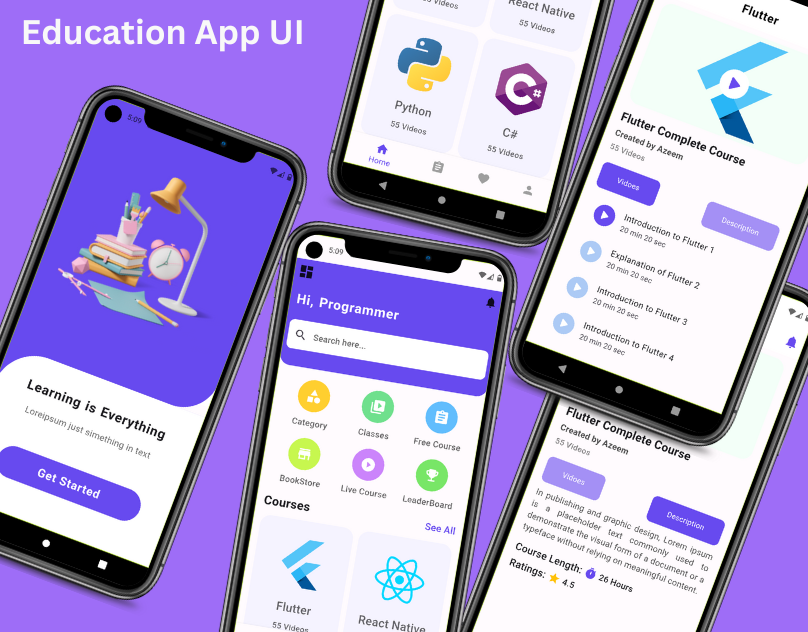 Education App UI
5:09
Learning is Everything
Loreipsum just simething in text
Get Started
React Native
55 Videos
Python
55 Videos
C#
55 Videos
Home
5:09
Hi, Programmer
Search here...
Category
Classes
Free Course
BookStore
Live Course
LeaderBoard
Courses
See All
Flutter
55 Videos
React Native
Flutter
Flutter Complete Course
Created by Azeem
55 Videos
Vidoes
Description
Introduction to Flutter 1
20 min 20 sec
Explanation of Flutter 2
20 min 20 sec
Introduction to Flutter 3
20 min 20 sec
Introduction to Flutter 4
20 min 20 sec
Flutter Complete Course
Created by Azeem
55 Videos
Vidoes
Description
In publishing and graphic design, Lorem ipsum
is a placeholder text commonly used to
demonstrate the visual form of a document or a
typeface without relying on meaningful content.
Course Length: 26 Hours
Ratings: 4.5